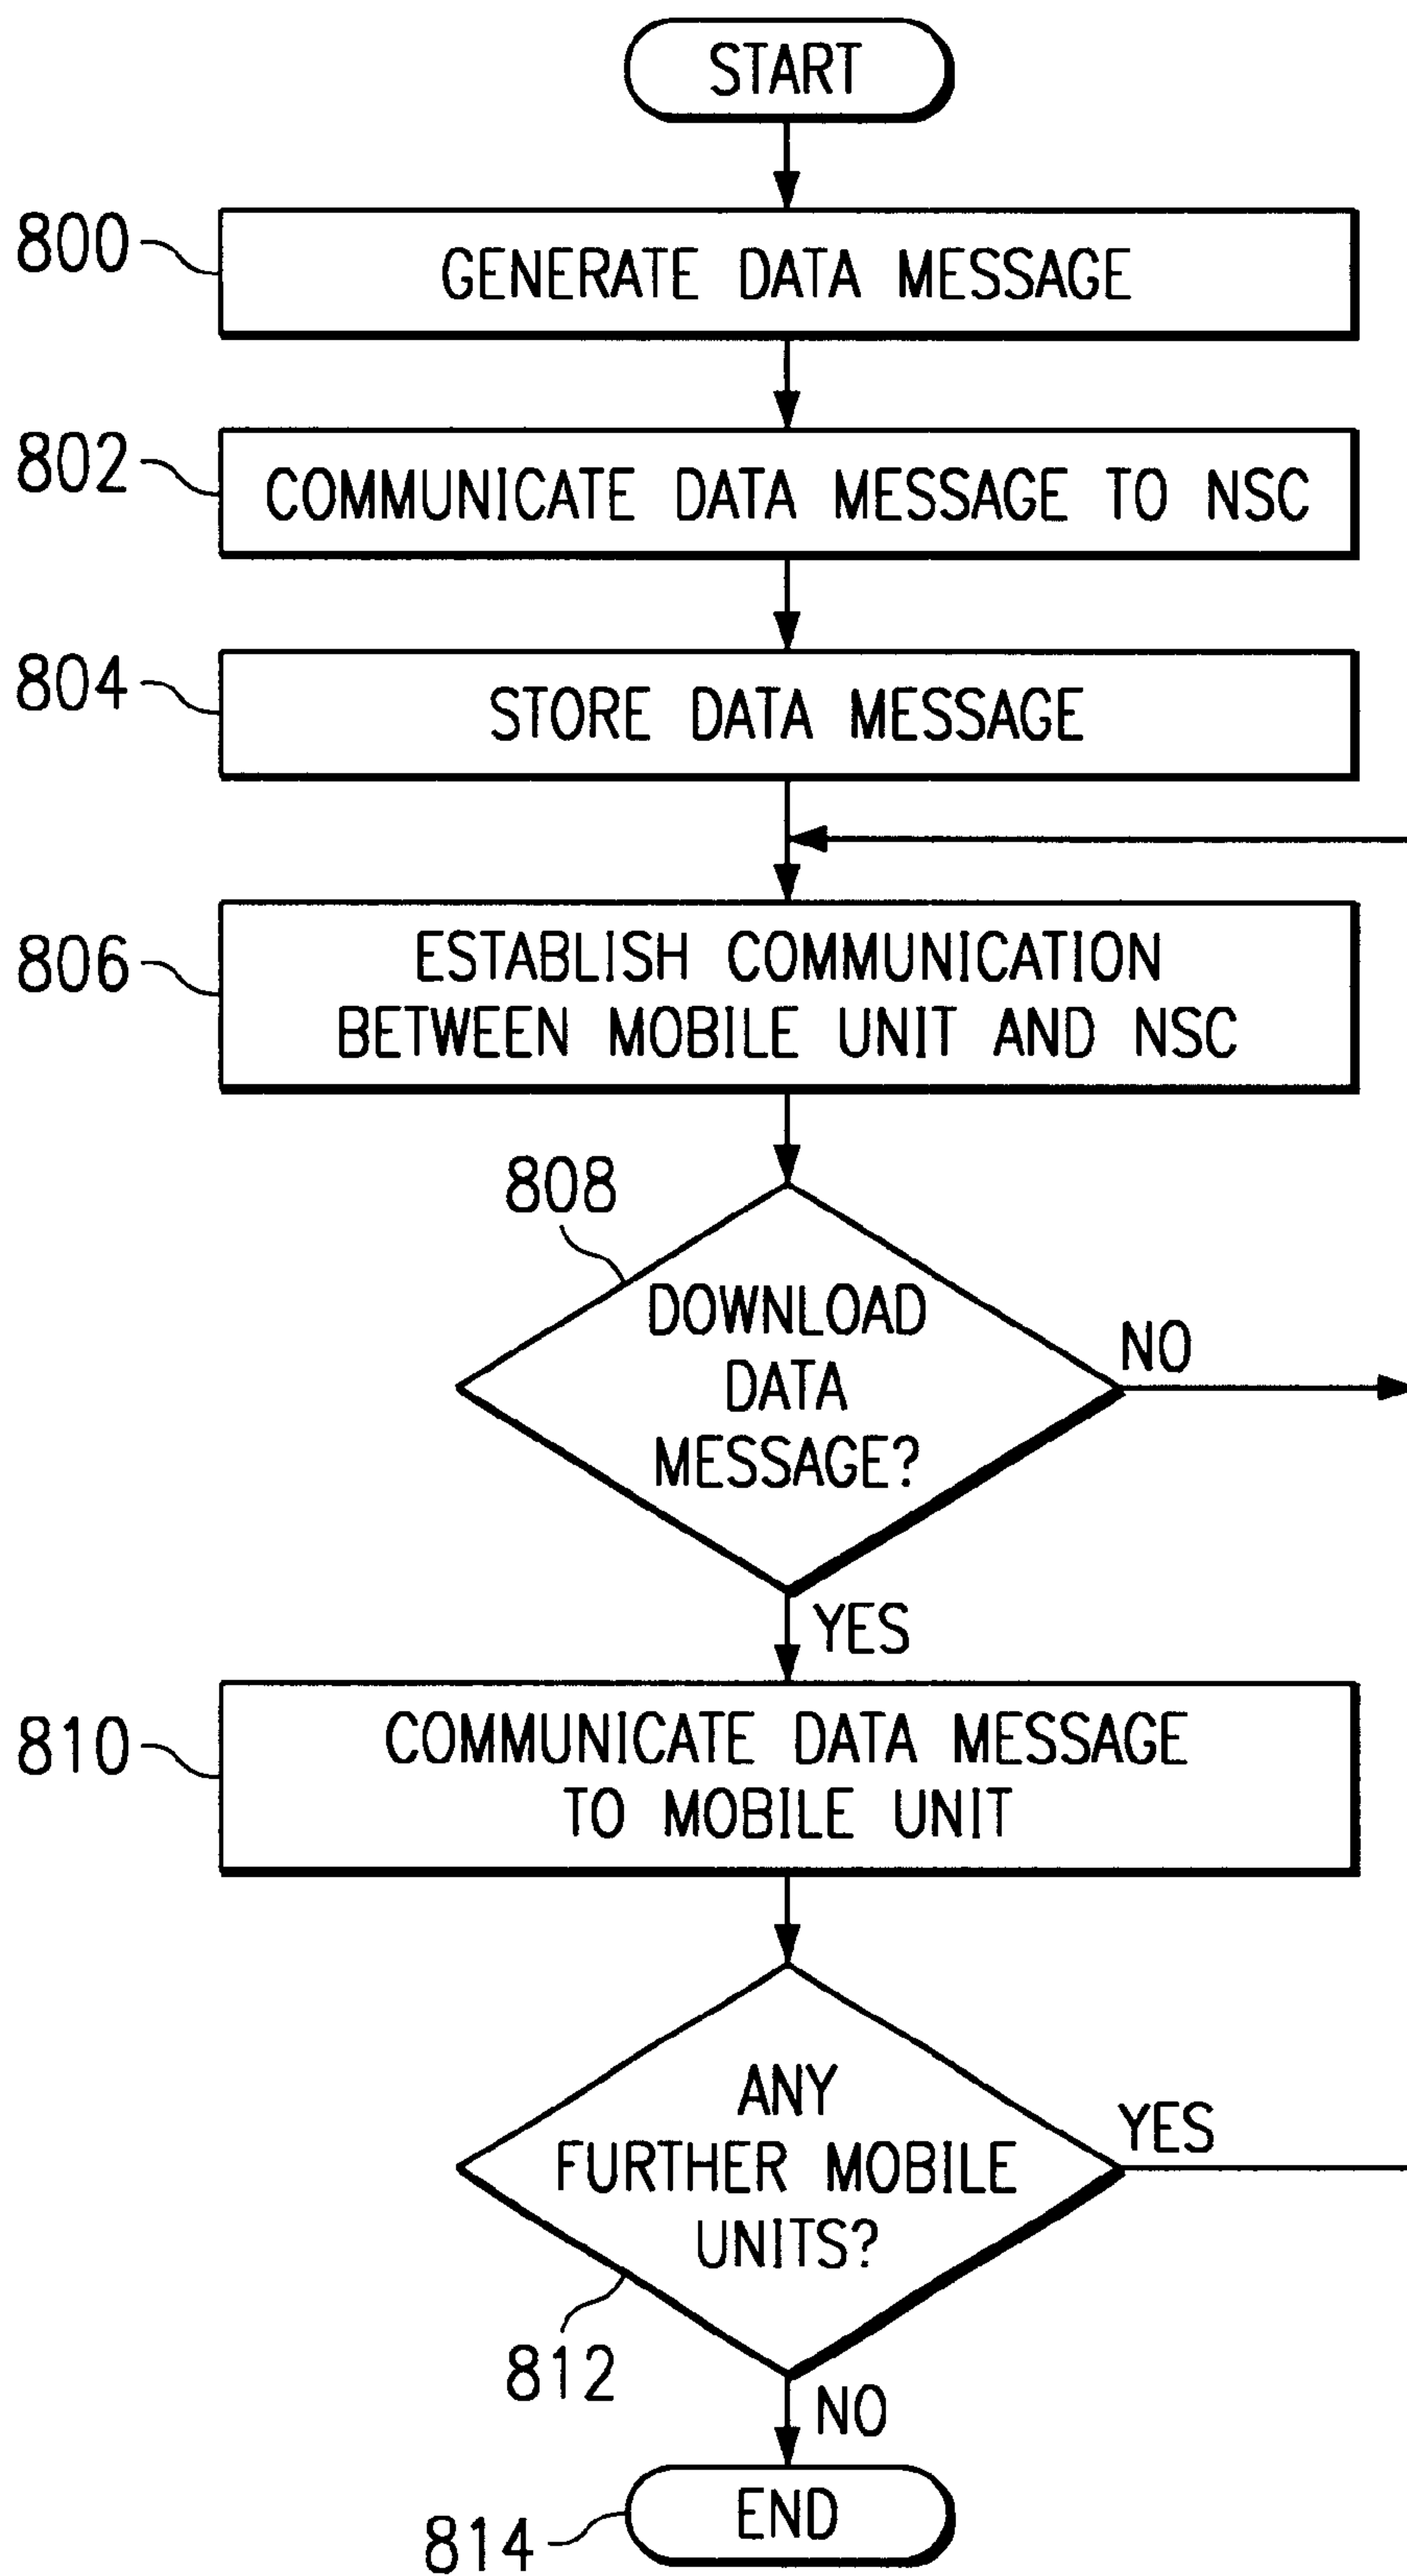 START
800
GENERATE DATA MESSAGE
802
COMMUNICATE DATA MESSAGE TO NSC
804
STORE DATA MESSAGE
806
ESTABLISH COMMUNICATION
BETWEEN MOBILE UNIT AND NSC
808
DOWNLOAD
DATA
MESSAGE?
NO
YES
810
COMMUNICATE DATA MESSAGE
TO MOBILE UNIT
ANY
FURTHER MOBILE
UNITS?
YES
812
NO
END
814